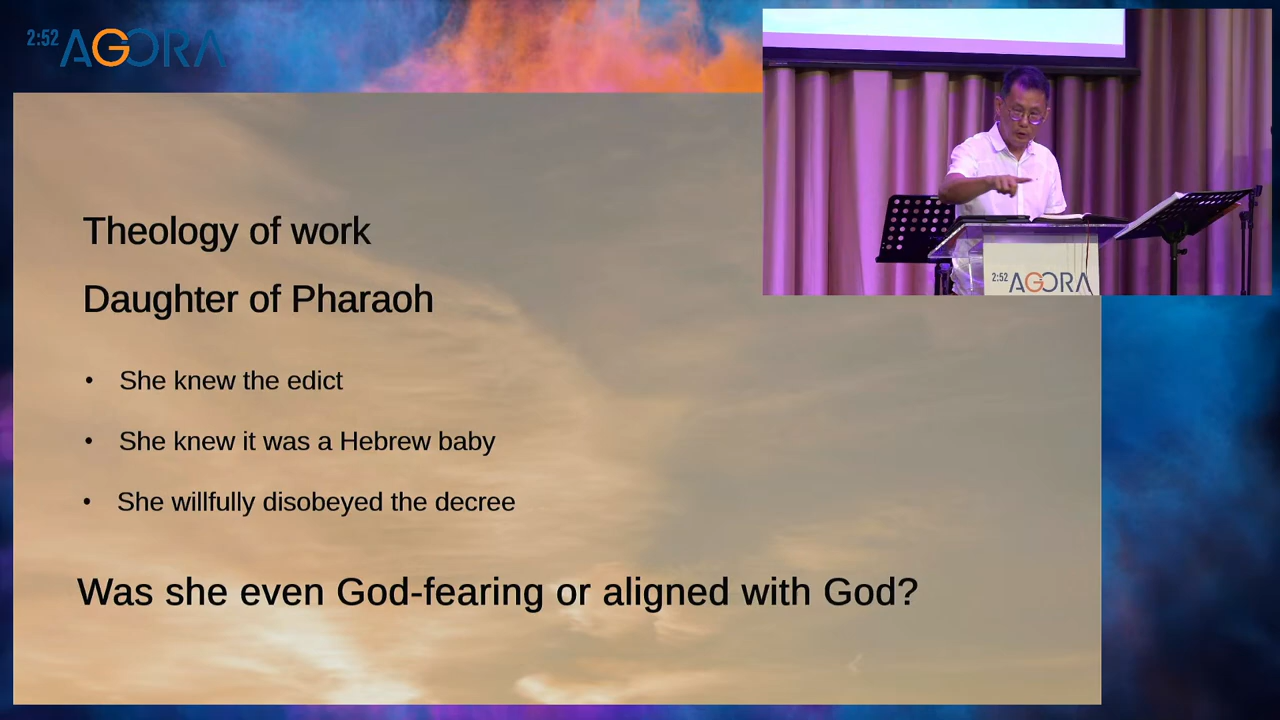 2:52 AGORA
Theology of work
Daughter of Pharaoh
• She knew the edict
• She knew it was a Hebrew baby
• She willfully disobeyed the decree
Was she even God-fearing or aligned with God?
2:52 AGORA